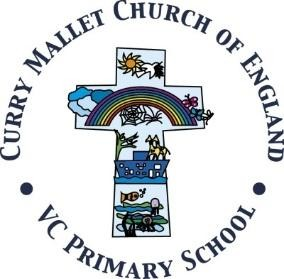 CURRY MALLET CHURCH OF ENGLAND
• VC PRIMARY SCHOOL •